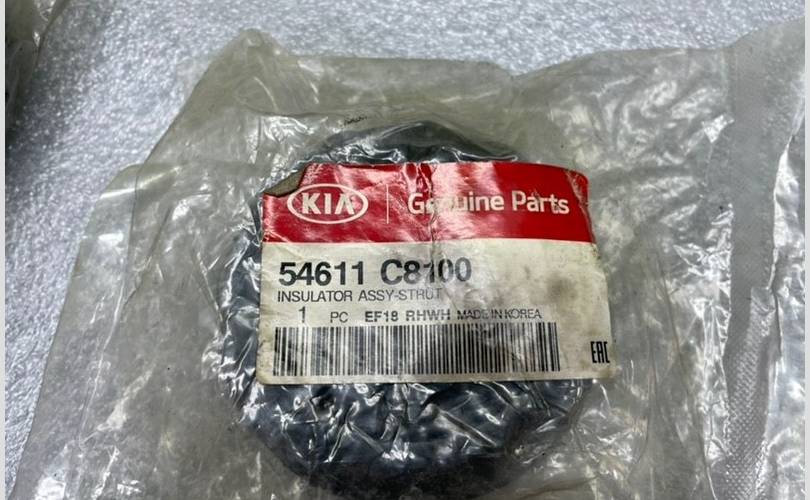 KIA Genuine Parts
54611 C8100
INSULATOR ASSY-STRUT
1 PC EF18 RHWH MADE IN KOREA
EAC